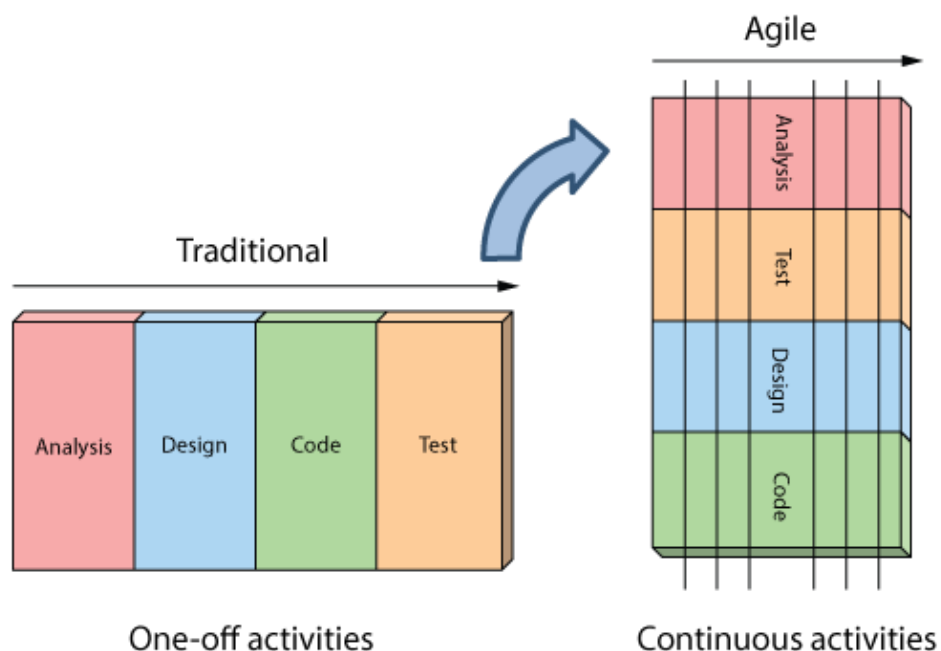 Traditional
Analysis
Design
Code
Test
One-off activities
Agile
Analysis
Test
Design
Code
Continuous activities